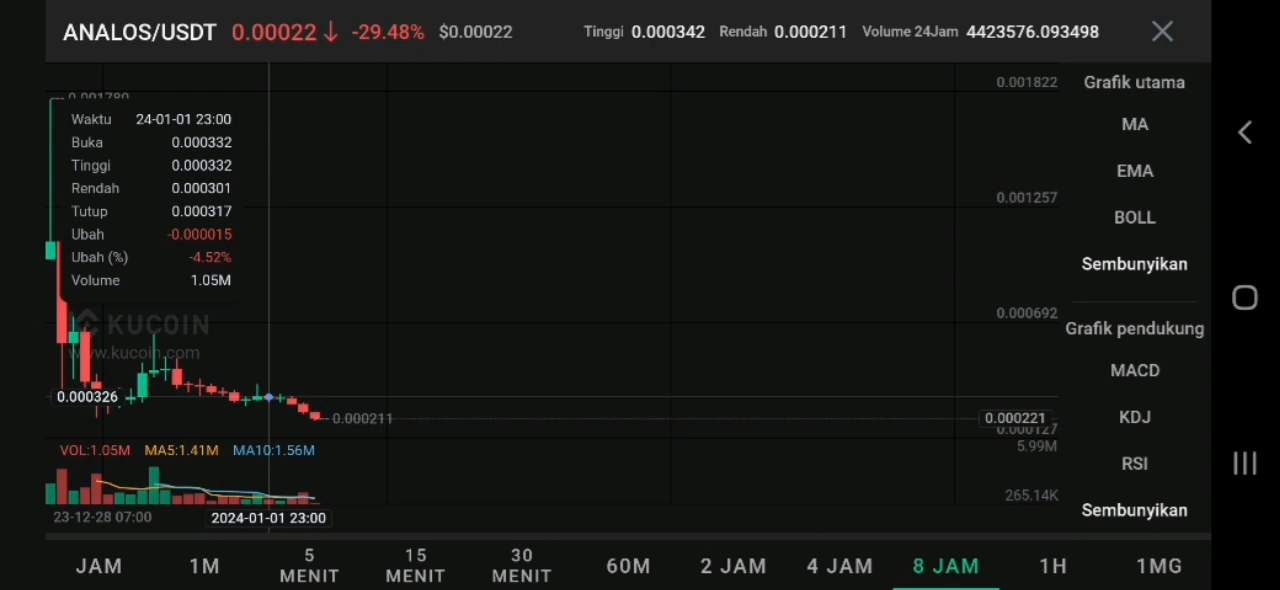 ANALOS/USDT 0.00022↓ -29.48% $0.00022 Tinggi 0.000342 Rendah 0.000211 Volume 24Jam 4423576.093498
0.001822
Grafik utama
0.001780
Waktu 24-01-01 23:00
Buka 0.000332
Tinggi 0.000332
Rendah 0.000301
Tutup 0.000317
Ubah -0.000015
Ubah (%) -4.52%
Volume 1.05M
MA
EMA
0.001257
BOLL
Sembunyikan
0.000692
KUCOIN
www.kucoin.com
Grafik pendukung
MACD
0.000326
0.000211
0.000221
0.000127
KDJ
VOL:1.05M MA5:1.41M MA10:1.56M
5.99M
RSI
265.14K
Sembunyikan
23-12-28 07:00
2024-01-01 23:00
JAM
1M
5
MENIT
15
MENIT
30
MENIT
60M
2 JAM
4 JAM
8 JAM
1H
1MG